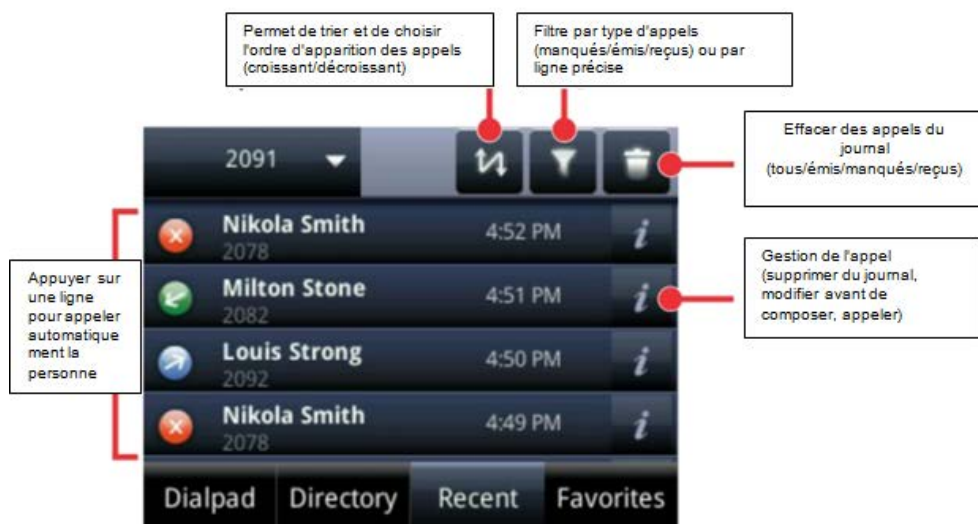 Permet de trier et de choisir
l'ordre d'apparition des appels
(croissant/décroissant)
Filtre par type d'appels
(manqués/émis/reçus) ou par
ligne précise
Effacer des appels du
journal
(tous/émis/manqués/reçus)
2091
Nikola Smith
2078
4:52 PM
i
Milton Stone
2082
4:51 PM
i
Louis Strong
2092
4:50 PM
i
Nikola Smith
2078
4:49 PM
i
Gestion de l'appel
(supprimer du journal,
modifier avant de
composer, appeler)
Appuyer sur
une ligne
pour appeler
automatique
ment la
personne
Dialpad
Directory
Recent
Favorites